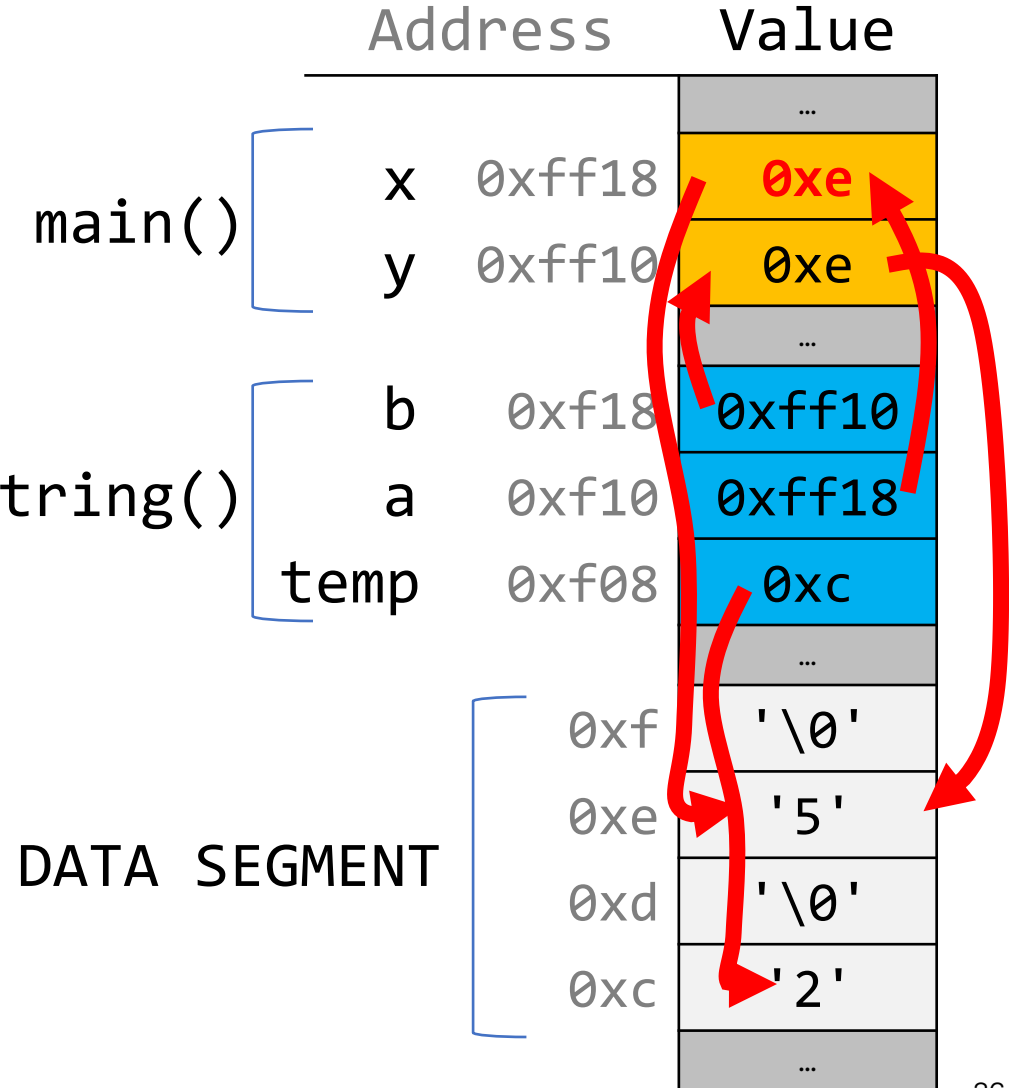 Address Value
…
x 0xff18 0xe
main()
y 0xff10 0xe
…
b 0xf18 0xff10
tring() a 0xf10 0xff18
temp 0xf08 0xc
…
0xf '\0'
0xe '5'
DATA SEGMENT
0xd '\0'
0xc '2'
…